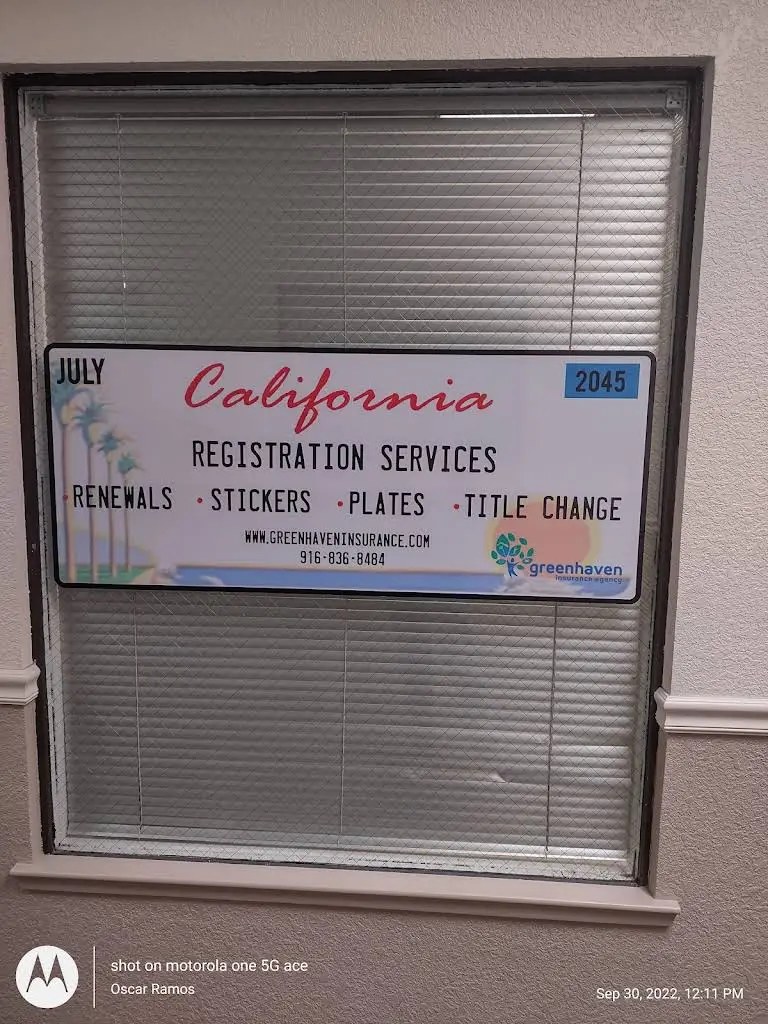 JULY
California
2045
REGISTRATION SERVICES
•RENEWALS •STICKERS •PLATES •TITLE CHANGE
WWW.GREENHAVENINSURANCE.COM
916-836-8484
greenhaven
insurance agency
shot on motorola one 5G ace
Oscar Ramos
Sep 30, 2022, 12:11 PM